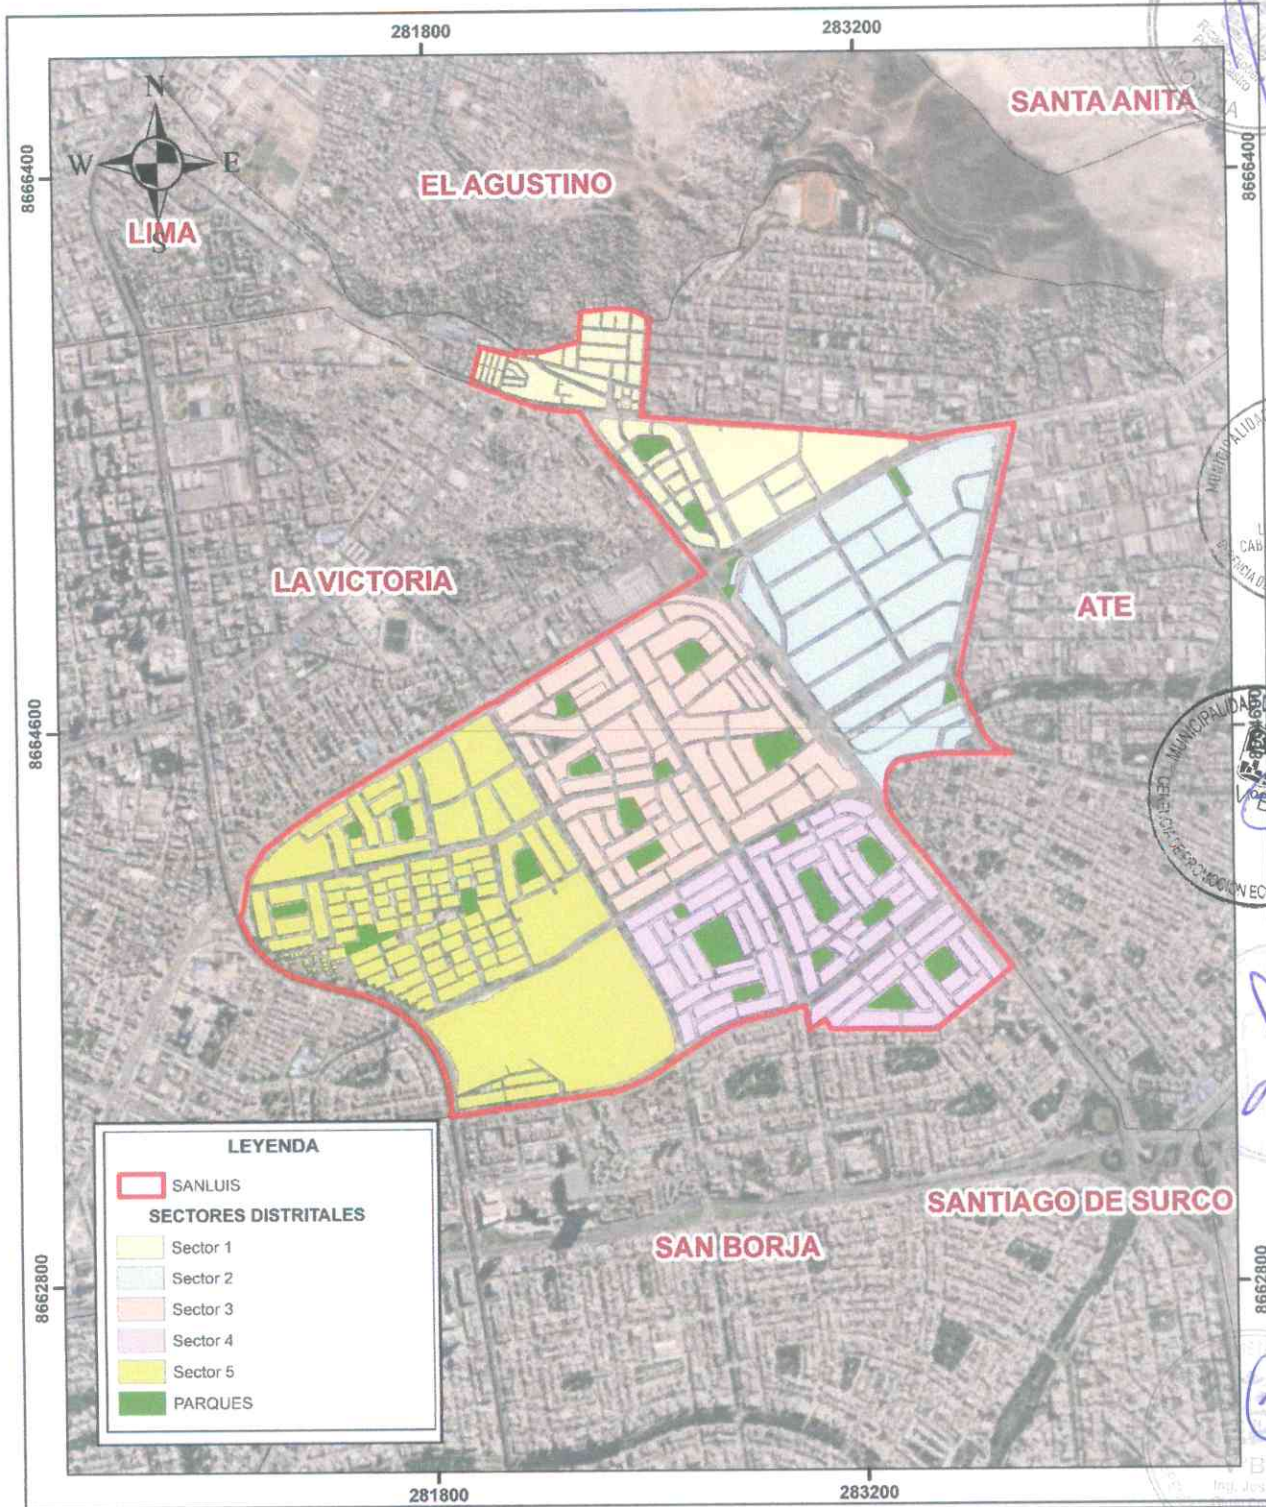 281800
283200
SANTA ANITA
N
W
E
S
8666400
8666400
EL AGUSTINO
LIMA
LA VICTORIA
ATE
8664600
LEYENDA
SANLUIS
SECTORES DISTRITALES
Sector 1
Sector 2
Sector 3
Sector 4
Sector 5
PARQUES
SANTIAGO DE SURCO
SAN BORJA
8662800
8662800
281800
283200